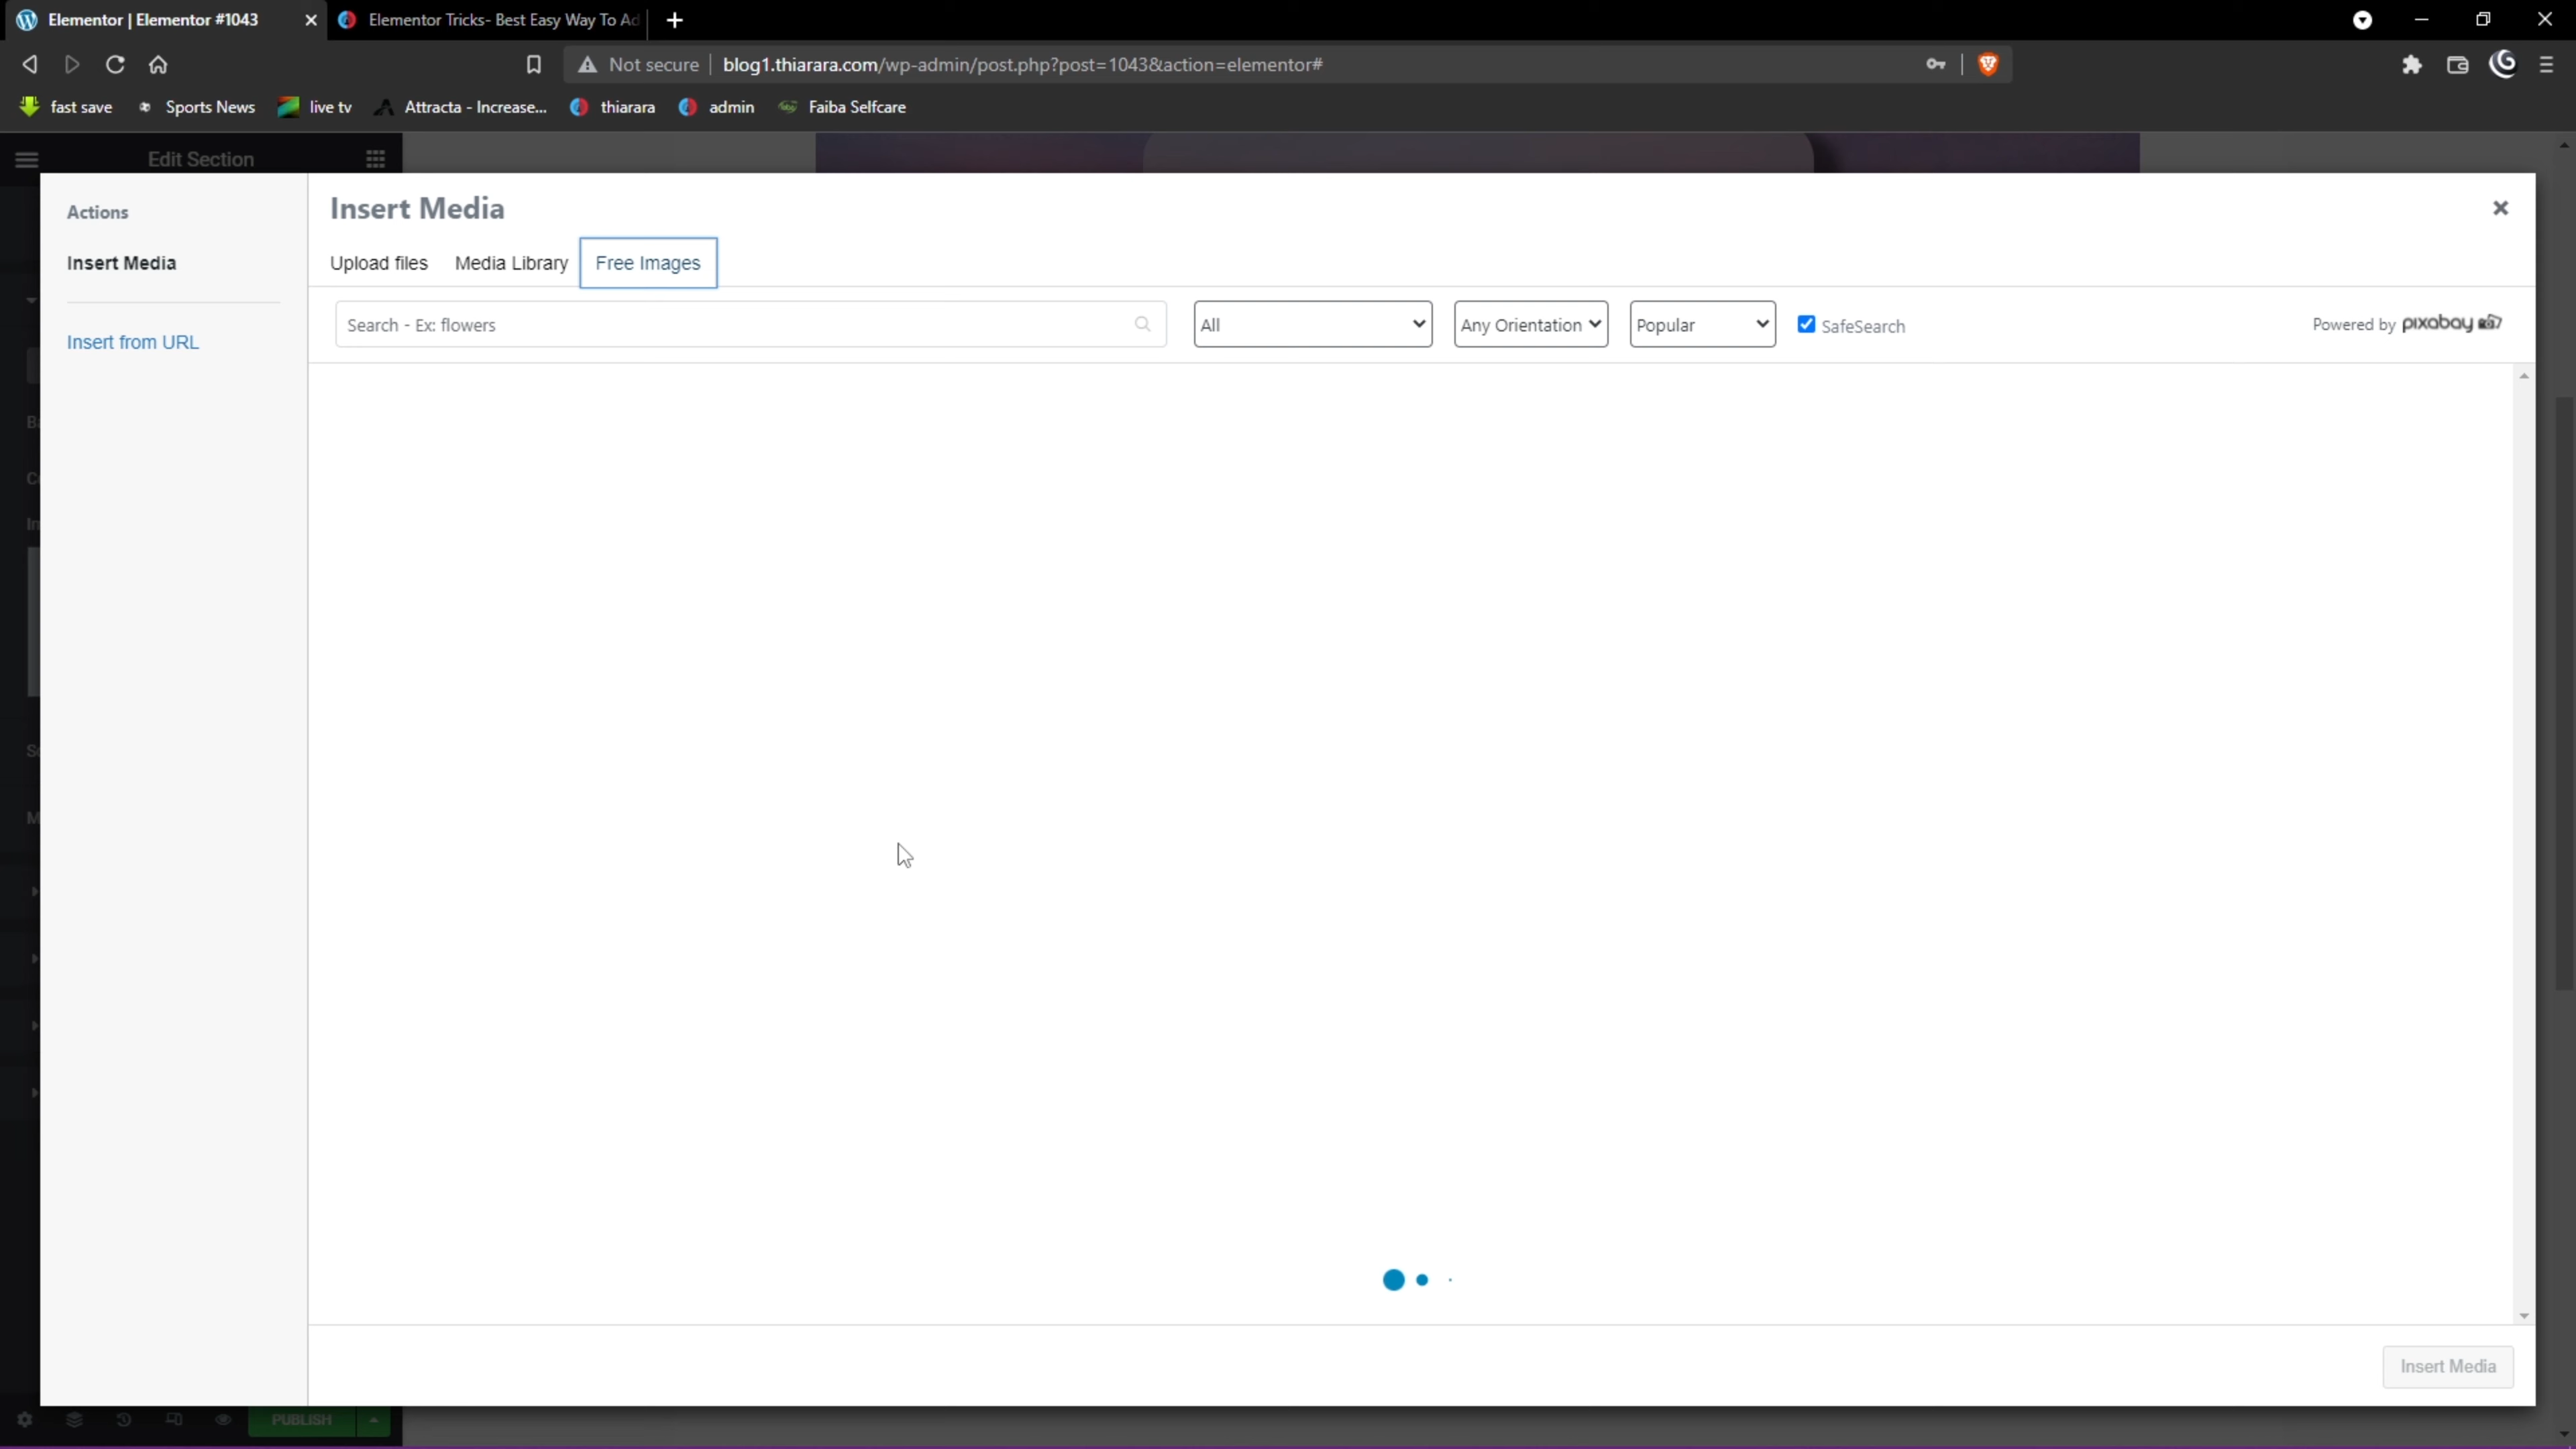 Elementor | Elementor #1043
Elementor Tricks- Best Easy Way To Ad
Not secure
blog1.thiarara.com/wp-admin/post.php?post=1043&action=elementor#
fast save
Sports News
live tv
Attracta - Increase...
thiarara
admin
Faiba Selfcare
Edit Section
Actions
Insert Media
Insert from URL
Insert Media
Upload files
Media Library
Free Images
Search - Ex: flowers
All
Any Orientation
Popular
SafeSearch
Powered by pixabay
Insert Media
PUBLISH